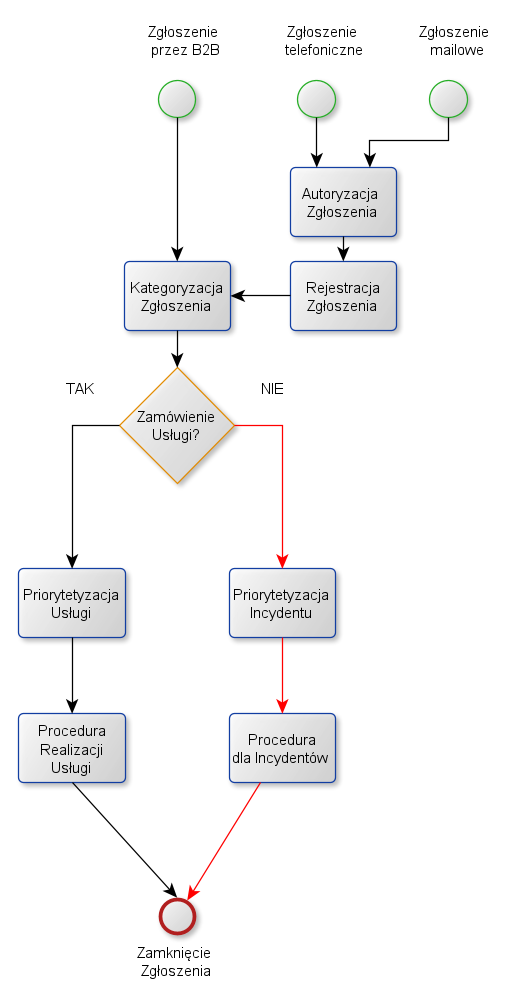 Zgłoszenie
przez B2B
Zgłoszenie
telefoniczne
Zgłoszenie
mailowe
Autoryzacja
Zgłoszenia
Kategoryzacja
Zgłoszenia
Rejestracja
Zgłoszenia
TAK
NIE
Zamówienie
Usługi?
Priorytetyzacja
Usługi
Priorytetyzacja
Incydentu
Procedura
Realizacji
Usługi
Procedura
dla Incydentów
Zamknięcie
Zgłoszenia